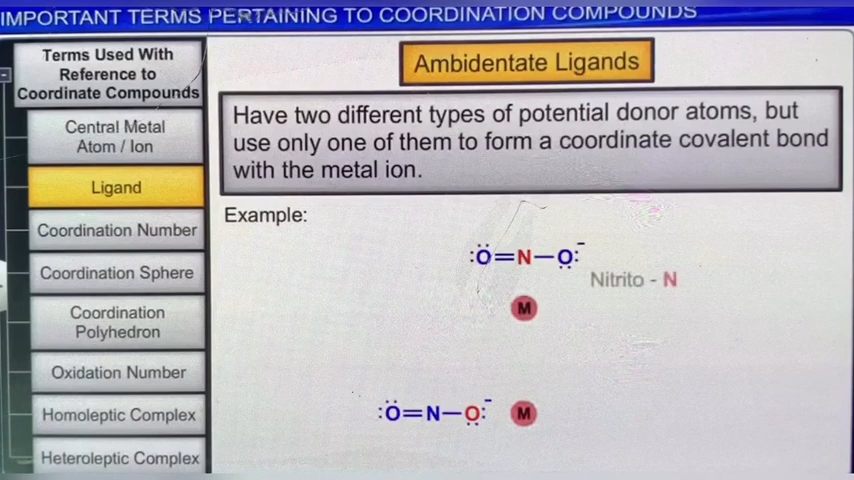 IMPORTANT TERMS PERTAINING TO COORDINATION COMPOUNDS
Terms Used With
Reference to
Coordinate Compounds
Central Metal
Atom / Ion
Ligand
Coordination Number
Coordination Sphere
Coordination
Polyhedron
Oxidation Number
Homoleptic Complex
Heteroleptic Complex
Ambidentate Ligands
Have two different types of potential donor atoms, but
use only one of them to form a coordinate covalent bond
with the metal ion.
Example:
:Ö=N—O:⁻
Nitrito - N
M
:Ö=N—O:⁻ M